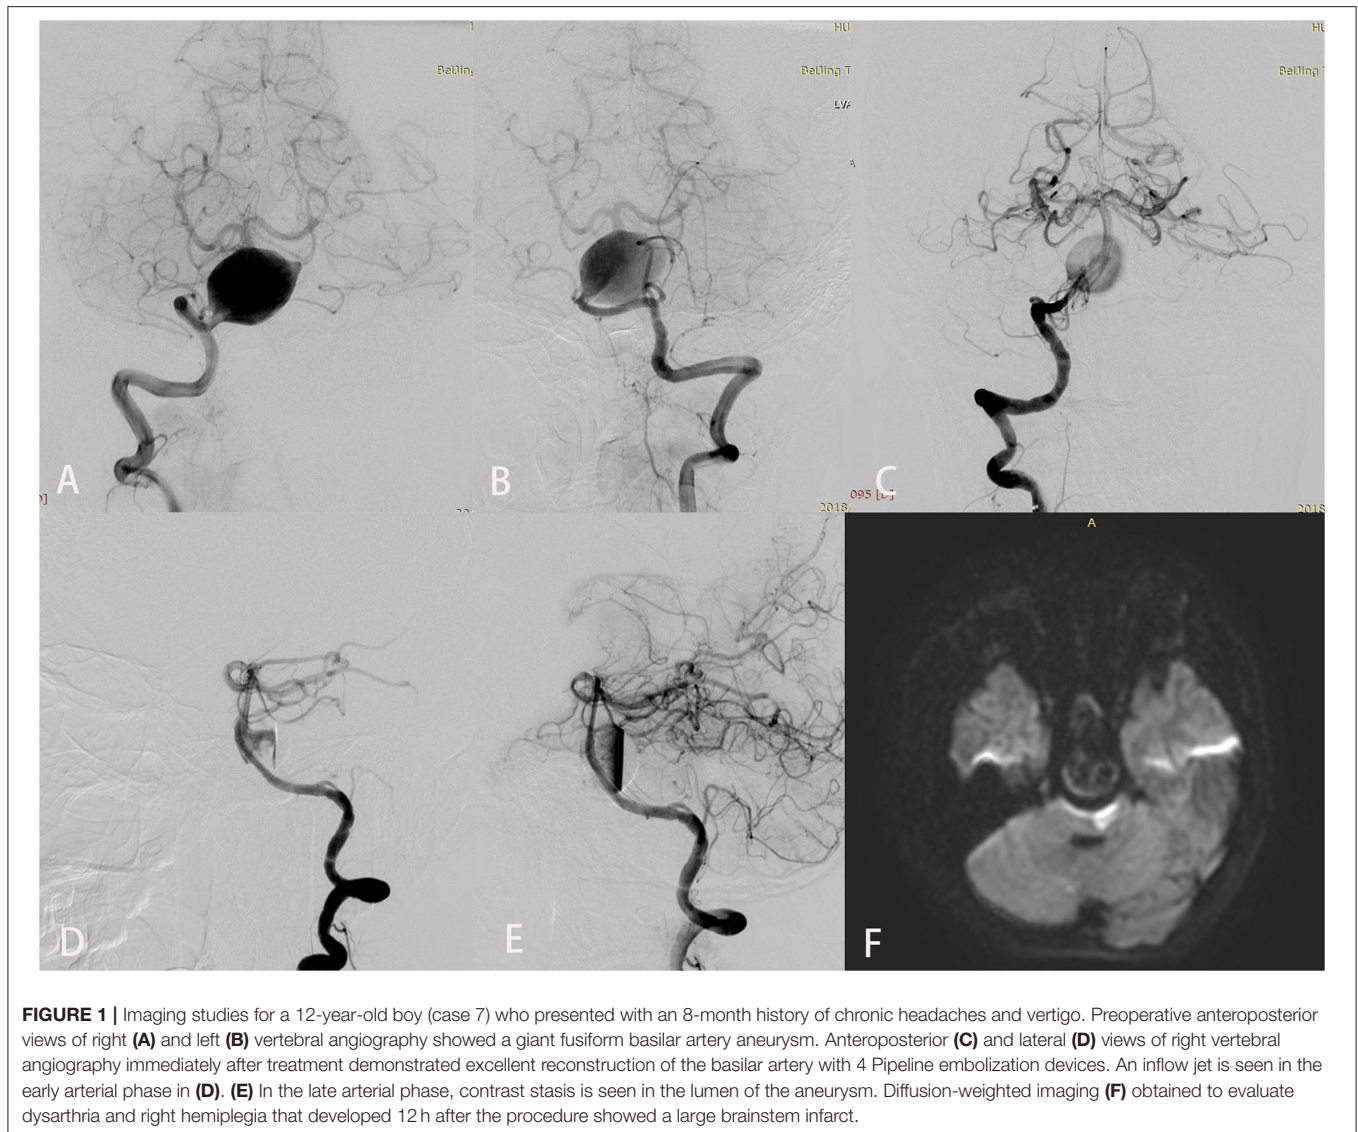 HU
HU
BeiJing
BeiJing T
BeiJing T
LVA
A
A
B
C
095 [L]
2018/
2018
A
D
E
F
FIGURE 1 | Imaging studies for a 12-year-old boy (case 7) who presented with an 8-month history of chronic headaches and vertigo. Preoperative anteroposterior
views of right (A) and left (B) vertebral angiography showed a giant fusiform basilar artery aneurysm. Anteroposterior (C) and lateral (D) views of right vertebral
angiography immediately after treatment demonstrated excellent reconstruction of the basilar artery with 4 Pipeline embolization devices. An inflow jet is seen in the
early arterial phase in (D). (E) In the late arterial phase, contrast stasis is seen in the lumen of the aneurysm. Diffusion-weighted imaging (F) obtained to evaluate
dysarthria and right hemiplegia that developed 12 h after the procedure showed a large brainstem infarct.